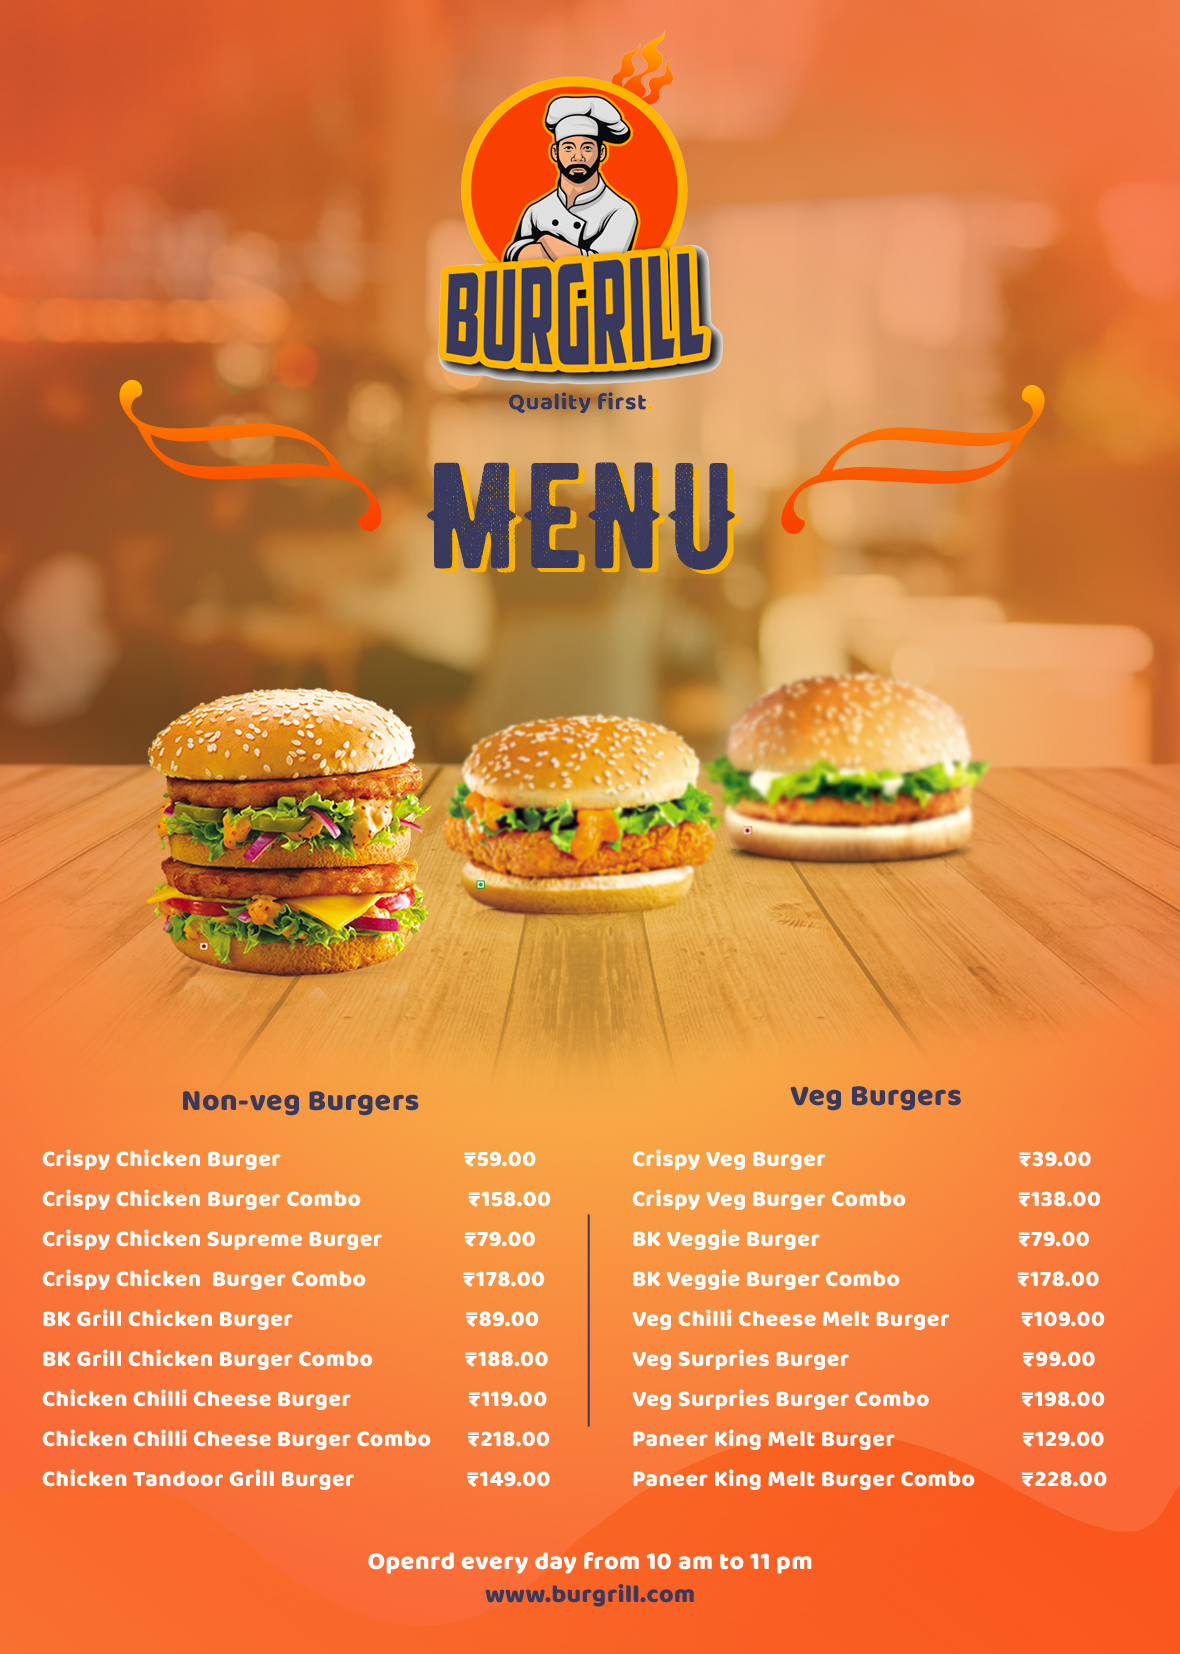 BURGRILL
Quality first.
MENU
Non-veg Burgers
Crispy Chicken Burger ₹59.00
Crispy Chicken Burger Combo ₹158.00
Crispy Chicken Supreme Burger ₹79.00
Crispy Chicken  Burger Combo ₹178.00
BK Grill Chicken Burger ₹89.00
BK Grill Chicken Burger Combo ₹188.00
Chicken Chilli Cheese Burger ₹119.00
Chicken Chilli Cheese Burger Combo ₹218.00
Chicken Tandoor Grill Burger ₹149.00
Veg Burgers
Crispy Veg Burger ₹39.00
Crispy Veg Burger Combo ₹138.00
BK Veggie Burger ₹79.00
BK Veggie Burger Combo ₹178.00
Veg Chilli Cheese Melt Burger ₹109.00
Veg Surpries Burger ₹99.00
Veg Surpries Burger Combo ₹198.00
Paneer King Melt Burger ₹129.00
Paneer King Melt Burger Combo ₹228.00
Openrd every day from 10 am to 11 pm
www.burgrill.com